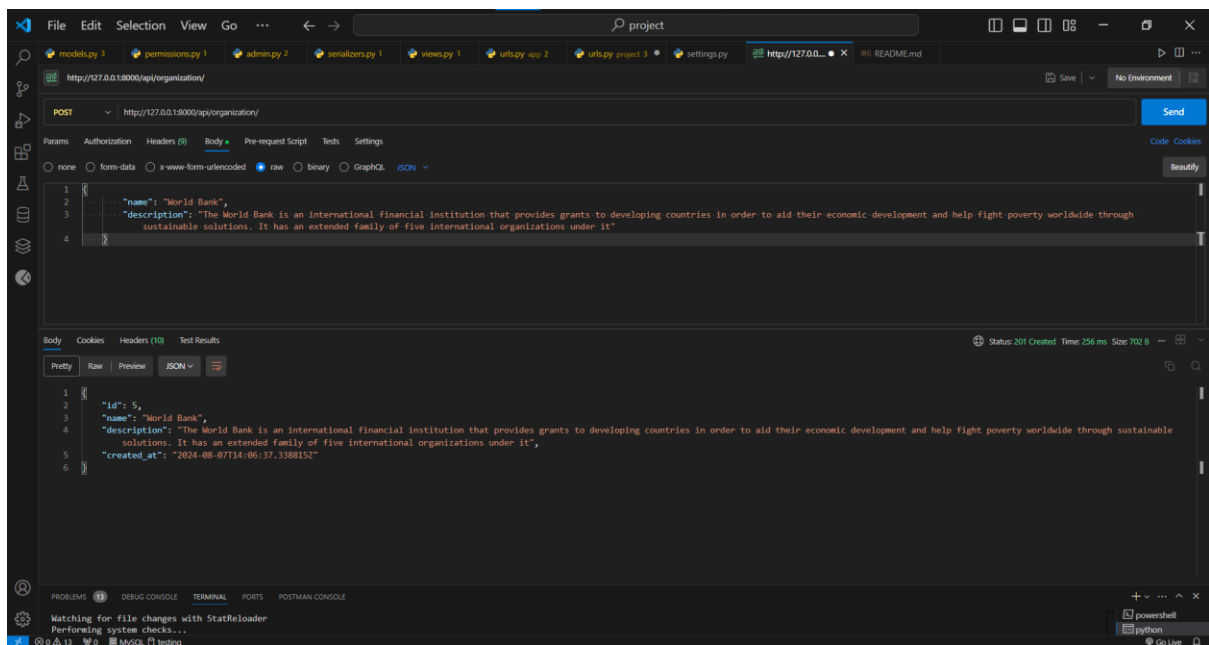 File Edit Selection View Go ··· ← → project
models.py 3 permissions.py 1 admin.py 2 serializers.py 1 views.py 1 urls.py app 2 urls.py project 3 settings.py http://127.0.0.... README.md
http://127.0.0.1:8000/api/organization/ Save No Environment
POST http://127.0.0.1:8000/api/organization/ Send
Params Authorization Headers (9) Body Pre-request Script Tests Settings Code Cookies
none form-data x-www-form-urlencoded raw binary GraphQL JSON Beautify
1 {
2 "name": "World Bank",
3 "description": "The World Bank is an international financial institution that provides grants to developing countries in order to aid their economic development and help fight poverty worldwide through
sustainable solutions. It has an extended family of five international organizations under it"
4 }
Body Cookies Headers (10) Test Results Status: 201 Created Time: 256 ms Size: 702 B ···
Pretty Raw Preview JSON
1 {
2 "id": 5,
3 "name": "World Bank",
4 "description": "The World Bank is an international financial institution that provides grants to developing countries in order to aid their economic development and help fight poverty worldwide through sustainable
solutions. It has an extended family of five international organizations under it",
5 "created_at": "2024-08-07T14:06:37.338815Z"
6 }
PROBLEMS 13 DEBUG CONSOLE TERMINAL PORTS POSTMAN CONSOLE
Watching for file changes with StatReloader powershell
Performing system checks... python
0 13 0 MySQL testing Go Live